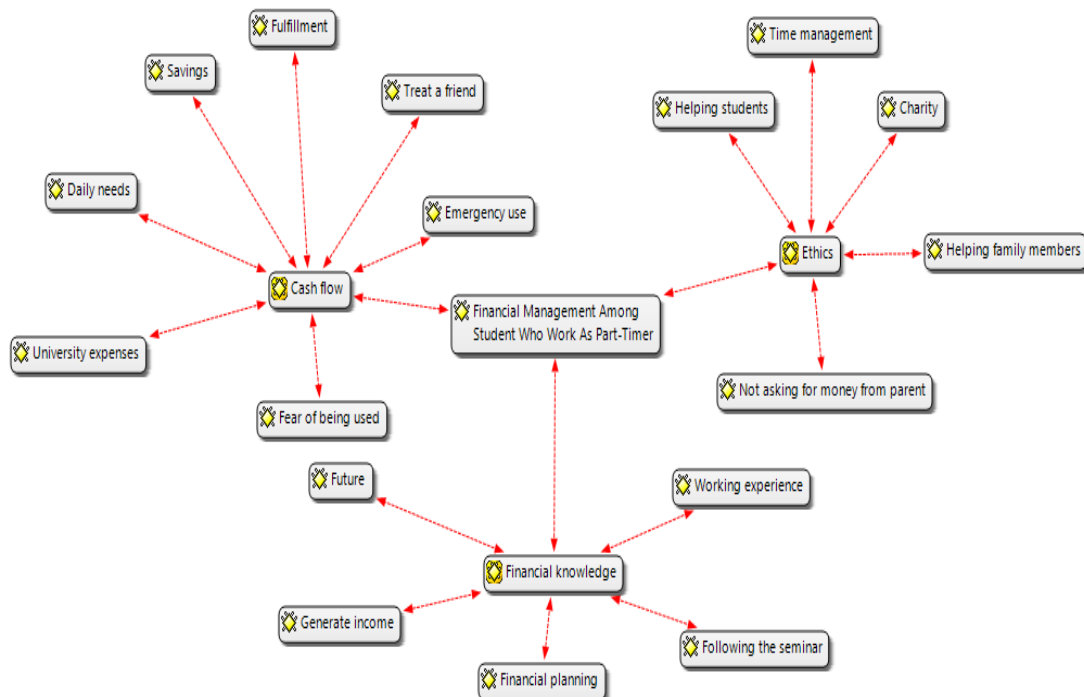 Fulfillment
Time management
Savings
Treat a friend
Helping students
Charity
Daily needs
Emergency use
Ethics
Helping family members
Cash flow
Financial Management Among
Student Who Work As Part-Timer
University expenses
Not asking for money from parent
Fear of being used
Future
Working experience
Financial knowledge
Generate income
Following the seminar
Financial planning